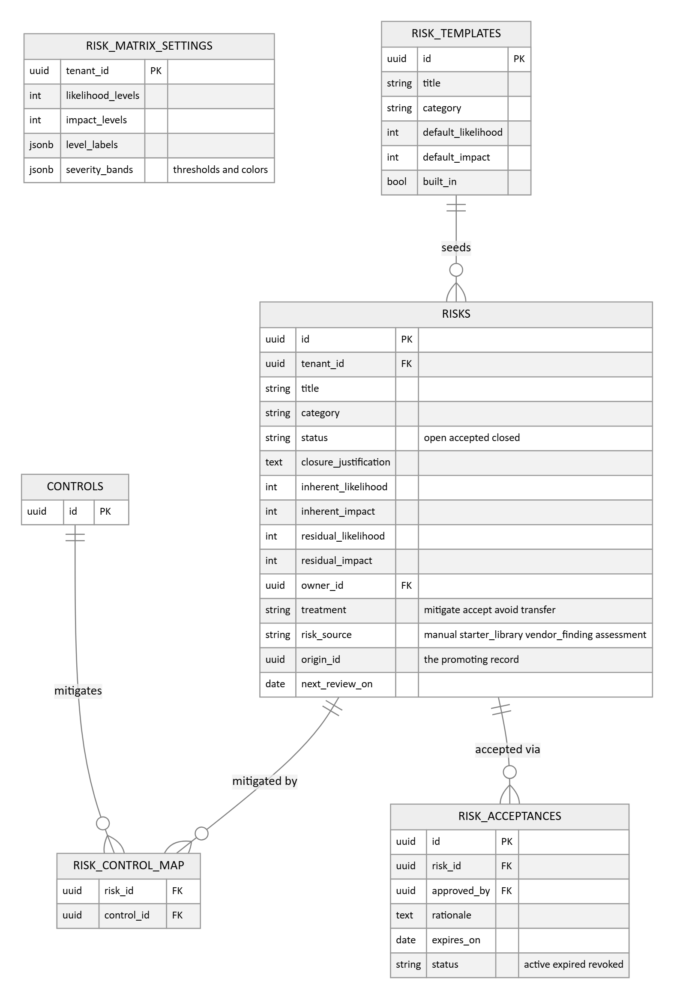 RISK_MATRIX_SETTINGS
uuid tenant_id PK
int likelihood_levels
int impact_levels
jsonb level_labels
jsonb severity_bands thresholds and colors
RISK_TEMPLATES
uuid id PK
string title
string category
int default_likelihood
int default_impact
bool built_in
seeds
RISKS
uuid id PK
uuid tenant_id FK
string title
string category
string status open accepted closed
text closure_justification
int inherent_likelihood
int inherent_impact
int residual_likelihood
int residual_impact
uuid owner_id FK
string treatment mitigate accept avoid transfer
string risk_source manual starter_library vendor_finding assessment
uuid origin_id the promoting record
date next_review_on
CONTROLS
uuid id PK
mitigates
mitigated by
accepted via
RISK_CONTROL_MAP
uuid risk_id FK
uuid control_id FK
RISK_ACCEPTANCES
uuid id PK
uuid risk_id FK
uuid approved_by FK
text rationale
date expires_on
string status active expired revoked